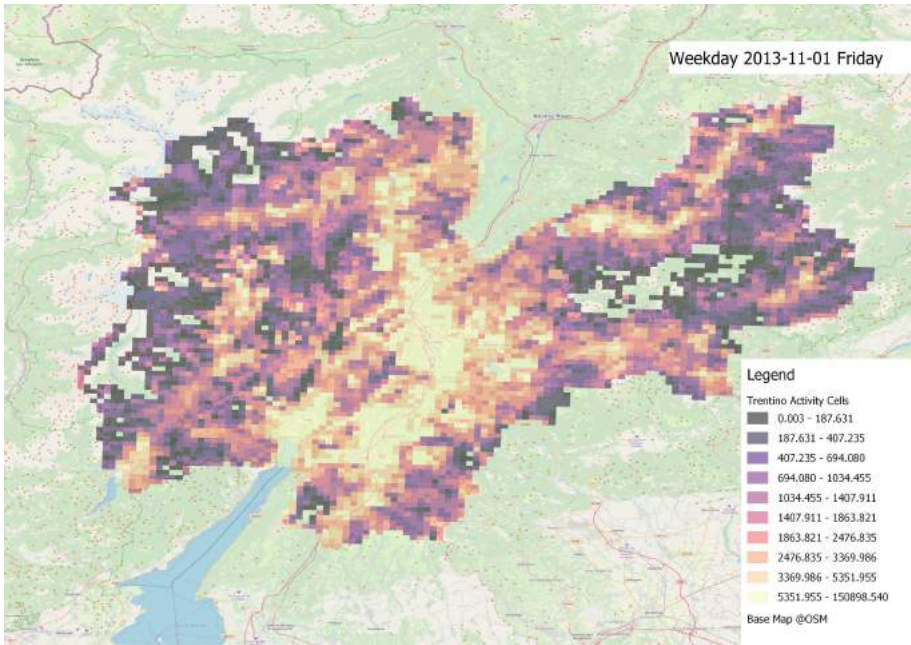 Weekday 2013-11-01 Friday
Legend
Trentino Activity Cells
0.003 - 187.631
187.631 - 407.235
407.235 - 694.080
694.080 - 1034.455
1034.455 - 1407.911
1407.911 - 1863.821
1863.821 - 2476.835
2476.835 - 3369.986
3369.986 - 5351.955
5351.955 - 150898.540
Base Map @OSM